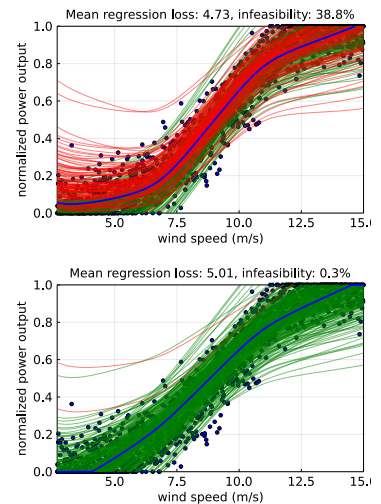 Mean regression loss: 4.73, infeasibility: 38.8%
1.0
0.8
0.6
0.4
0.2
0.0
normalized power output
5.0 7.5 10.0 12.5 15.0
wind speed (m/s)
Mean regression loss: 5.01, infeasibility: 0.3%
1.0
0.8
0.6
0.4
0.2
0.0
normalized power output
5.0 7.5 10.0 12.5 15.0
wind speed (m/s)